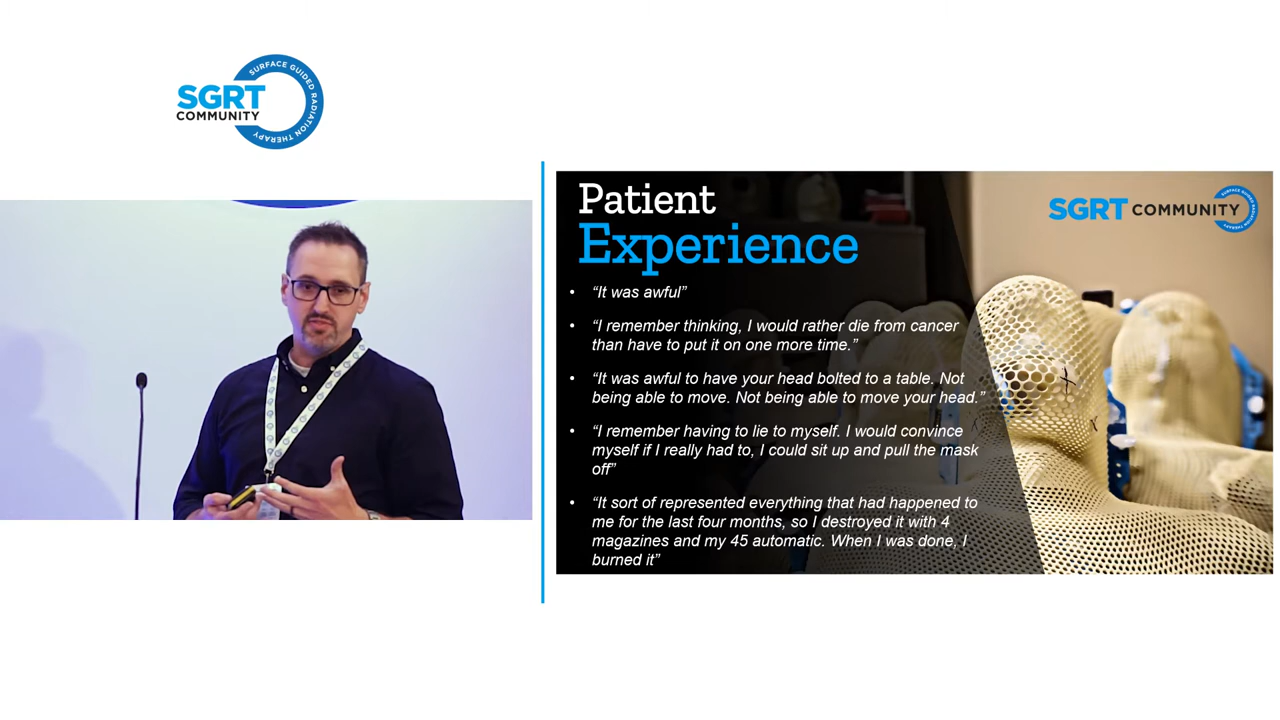 SURFACE GUIDED RADIATION THERAPY
SGRT
COMMUNITY
Patient
Experience
SGRT COMMUNITY
SURFACE GUIDED RADIATION THERAPY
• “It was awful”
• “I remember thinking, I would rather die from cancer
than have to put it on one more time.”
• “It was awful to have your head bolted to a table. Not
being able to move. Not being able to move your head.”
• “I remember having to lie to myself. I would convince
myself if I really had to, I could sit up and pull the mask
off”
• “It sort of represented everything that had happened to
me for the last four months, so I destroyed it with 4
magazines and my 45 automatic. When I was done, I
burned it”